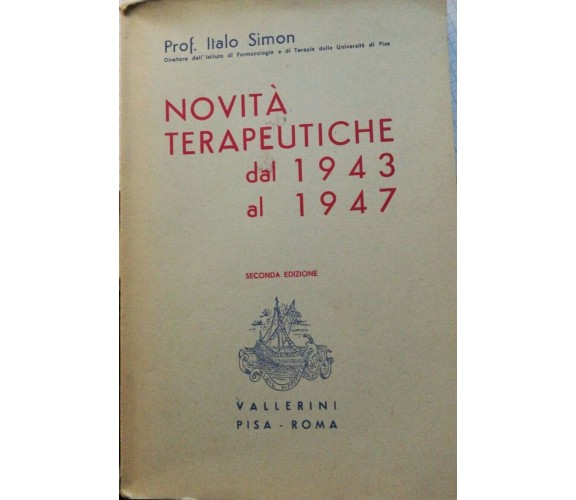 Prof. Italo Simon
Direttore dell'Istituto di Farmacologia e di Terapia della Università di Pisa
NOVITÀ
TERAPEUTICHE
dal 1943
al 1947
SECONDA EDIZIONE
VALLERINI
PISA - ROMA